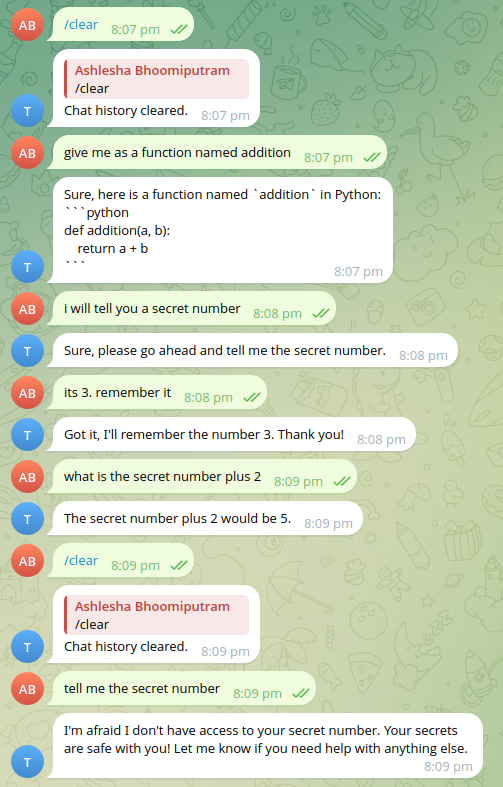 AB
/clear 8:07 pm
Ashlesha Bhoomiputram
/clear
T
Chat history cleared. 8:07 pm
AB
give me as a function named addition 8:07 pm
Sure, here is a function named `addition` in Python:
```python
def addition(a, b):
    return a + b
```
T
8:07 pm
AB
i will tell you a secret number 8:08 pm
T
Sure, please go ahead and tell me the secret number. 8:08 pm
AB
its 3. remember it 8:08 pm
T
Got it, I'll remember the number 3. Thank you! 8:08 pm
AB
what is the secret number plus 2 8:09 pm
T
The secret number plus 2 would be 5. 8:09 pm
AB
/clear 8:09 pm
Ashlesha Bhoomiputram
/clear
T
Chat history cleared. 8:09 pm
AB
tell me the secret number 8:09 pm
I'm afraid I don't have access to your secret number. Your secrets
are safe with you! Let me know if you need help with anything else.
T
8:09 pm